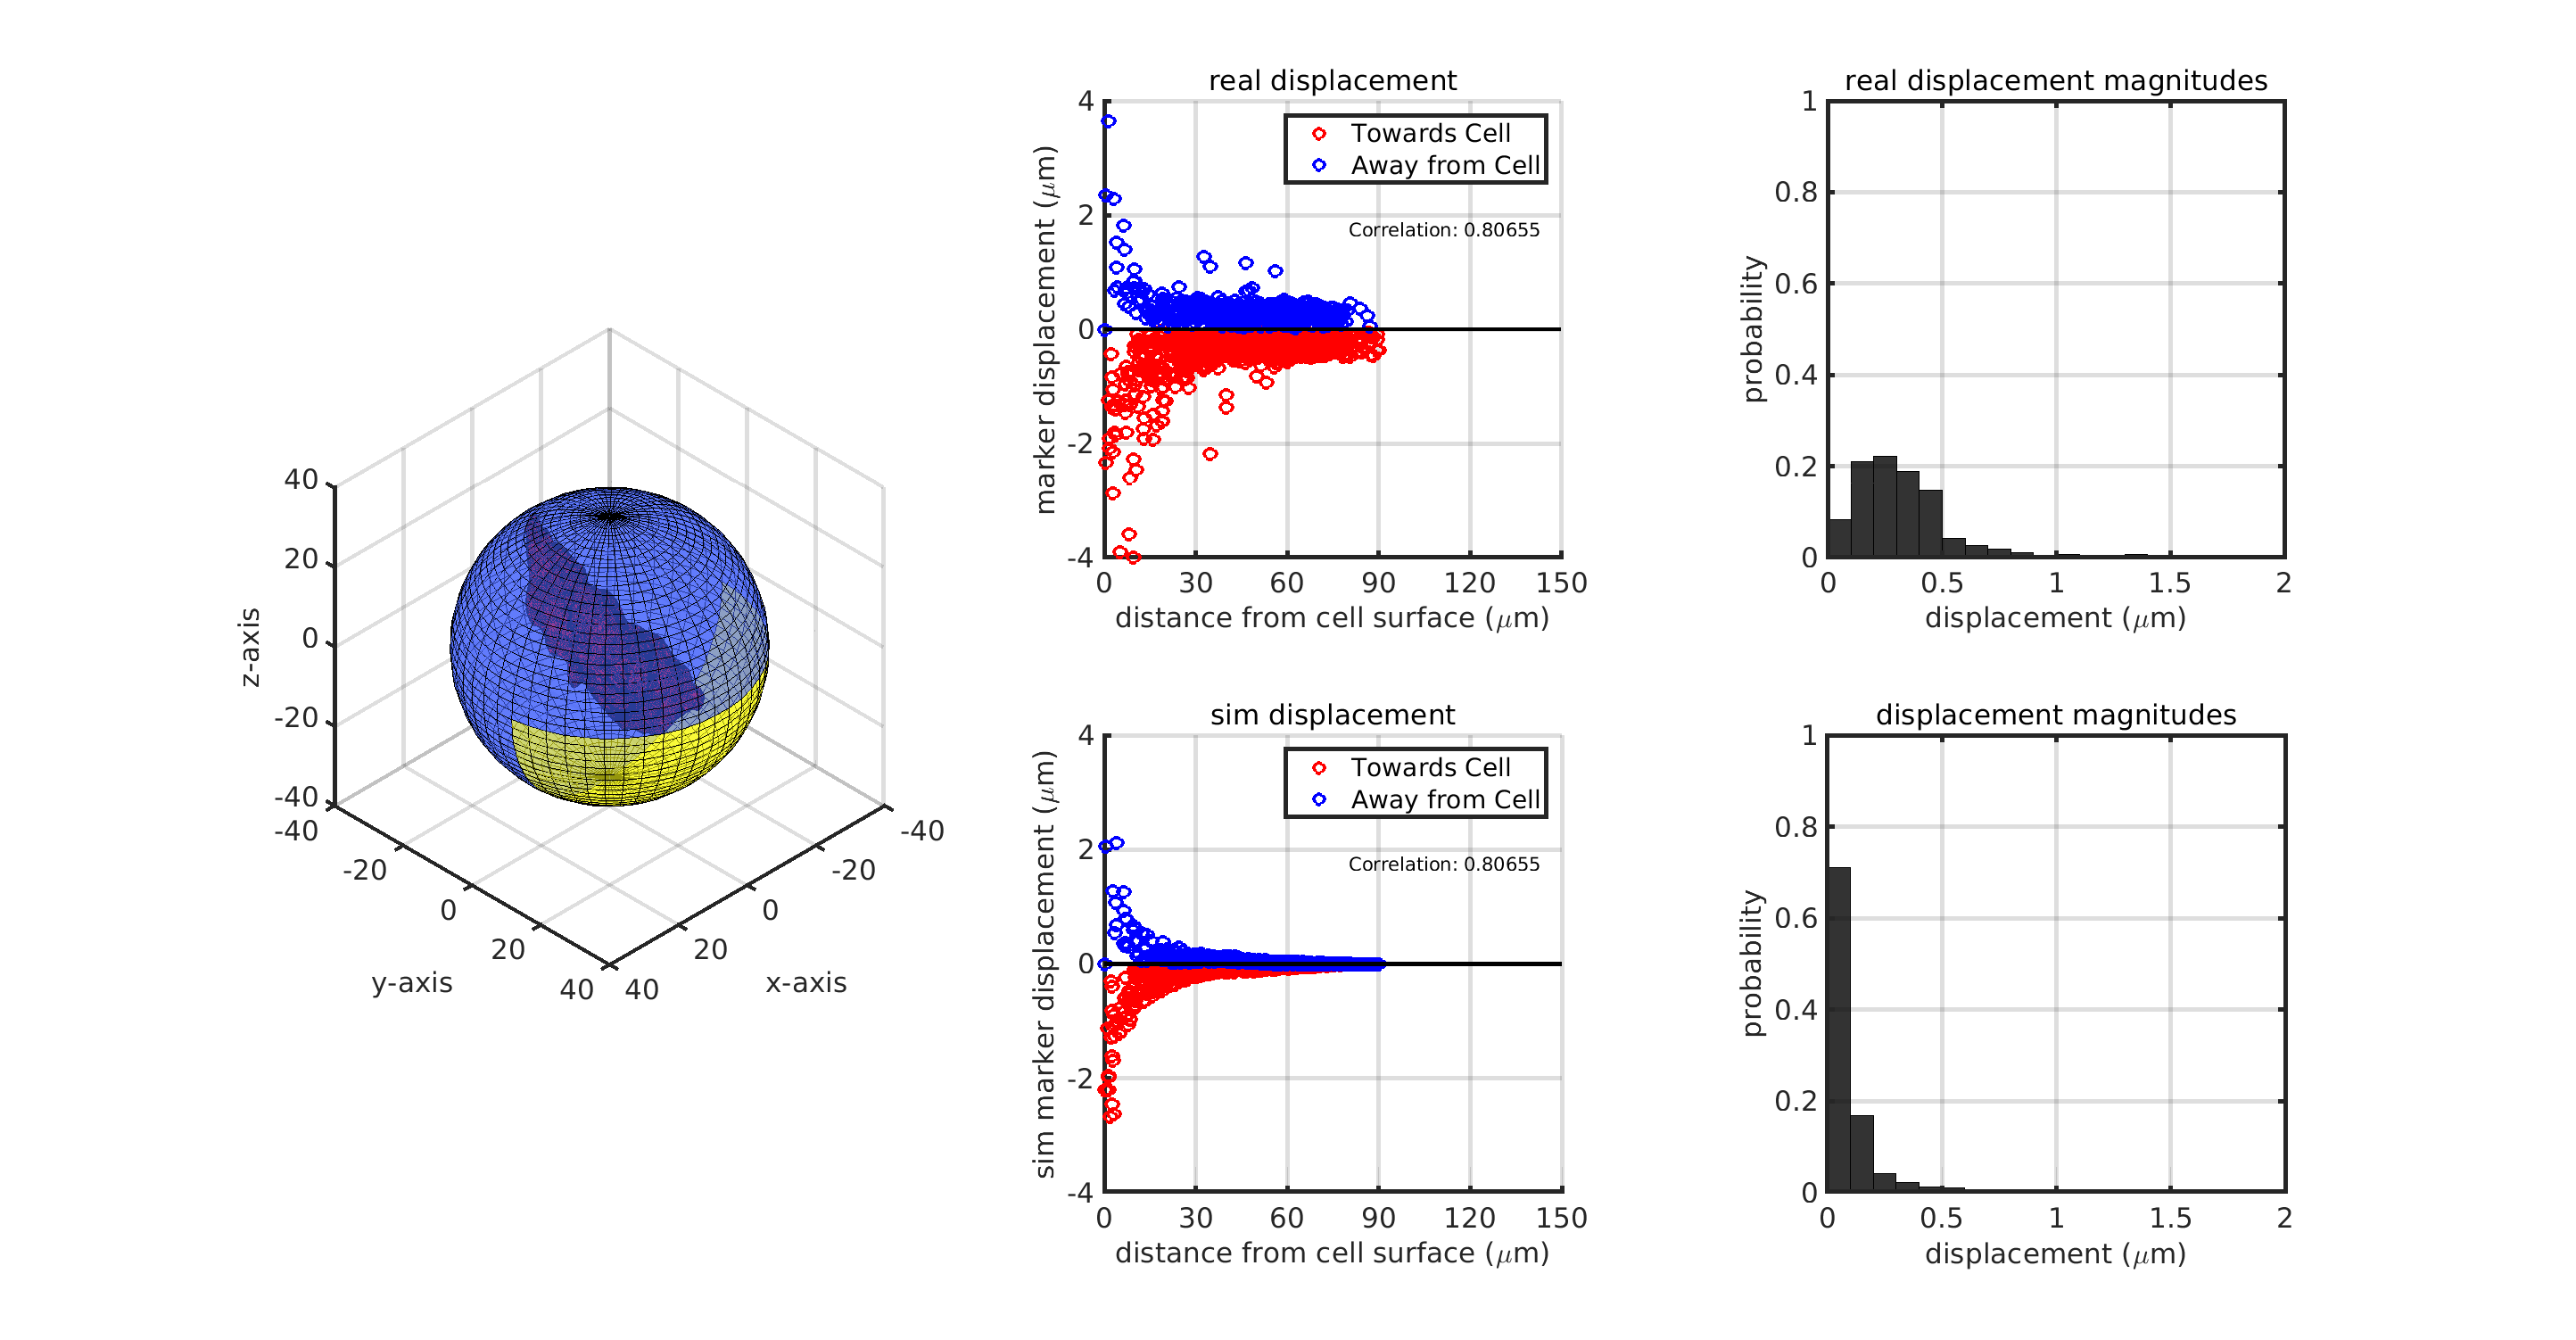 40
20
0
-20
-40
z-axis
-40
-20
0
20
40
y-axis
40
20
0
-20
-40
x-axis
real displacement
4
2
0
-2
-4
marker displacement (μm)
Towards Cell
Away from Cell
Correlation: 0.80655
0 30 60 90 120 150
distance from cell surface (μm)
real displacement magnitudes
1
0.8
0.6
0.4
0.2
0
probability
0 0.5 1 1.5 2
displacement (μm)
sim displacement
4
2
0
-2
-4
sim marker displacement (μm)
Towards Cell
Away from Cell
Correlation: 0.80655
0 30 60 90 120 150
distance from cell surface (μm)
displacement magnitudes
1
0.8
0.6
0.4
0.2
0
probability
0 0.5 1 1.5 2
displacement (μm)